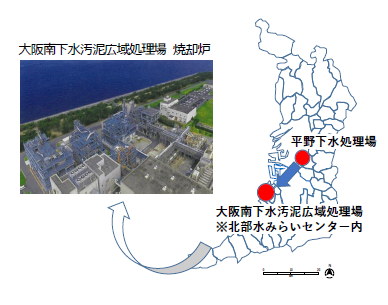 大阪南下水汚泥広域処理場 焼却炉
平野下水処理場
大阪南下水汚泥広域処理場
※北部水みらいセンター内